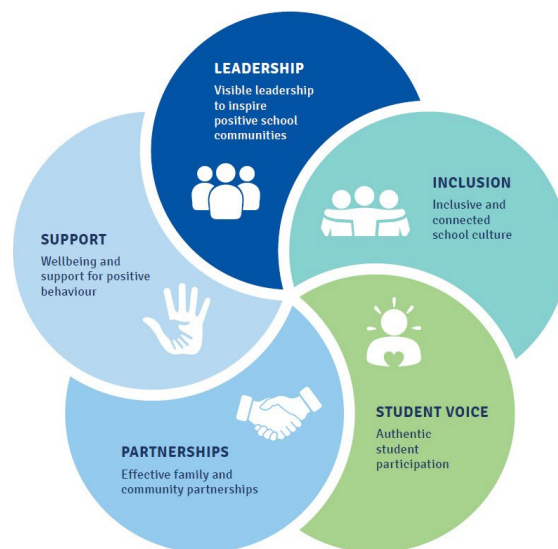 LEADERSHIP
Visible leadership
to inspire
positive school
communities
INCLUSION
Inclusive and
connected
school culture
STUDENT VOICE
Authentic
student
participation
PARTNERSHIPS
Effective family and
community partnerships
SUPPORT
Wellbeing and
support for positive
behaviour